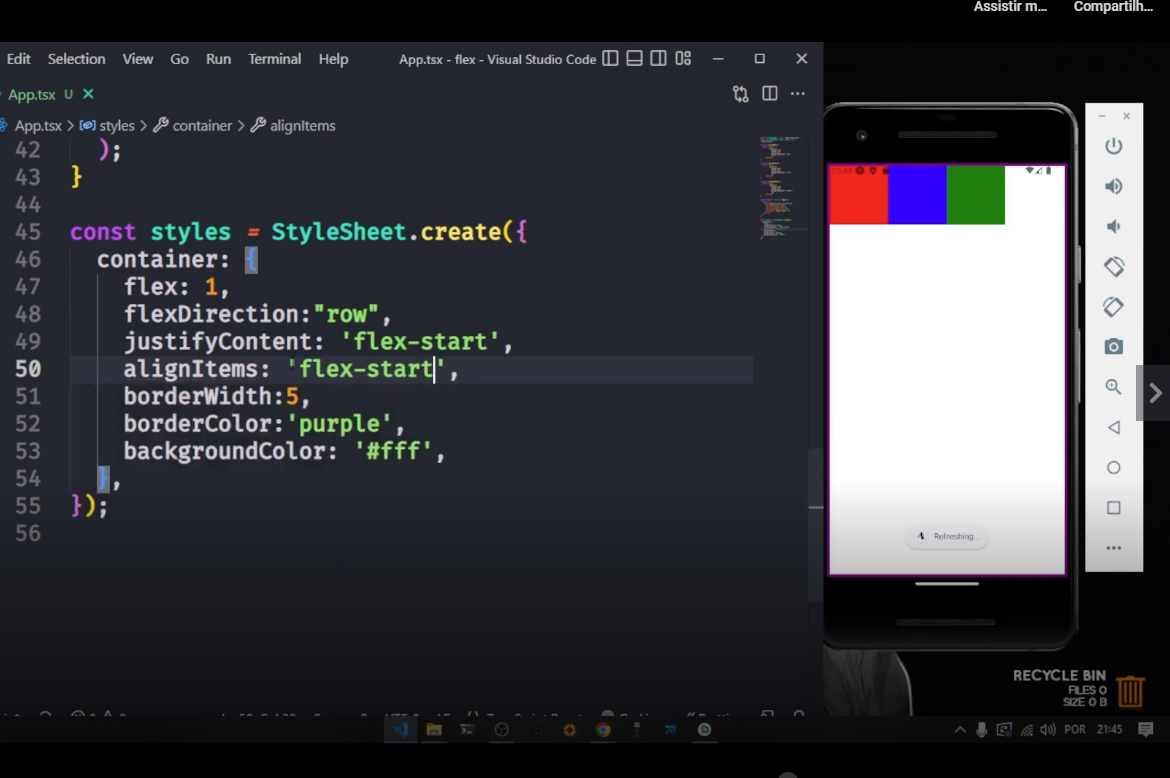 Assistir m... Compartilh...
Edit Selection View Go Run Terminal Help App.tsx - flex - Visual Studio Code
App.tsx U
App.tsx > styles > container > alignItems
42 );
43 }
44
45 const styles = StyleSheet.create({
46 container: {
47 flex: 1,
48 flexDirection:"row",
49 justifyContent: 'flex-start',
50 alignItems: 'flex-start',
51 borderWidth:5,
52 borderColor:'purple',
53 backgroundColor: '#fff',
54 },
55 });
56
Refreshing...
RECYCLE BIN
FILES 0
SIZE 0 B
POR 21:45